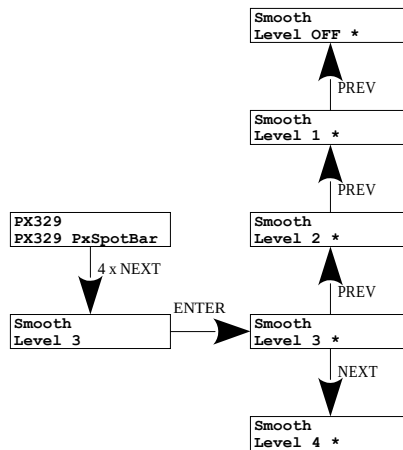 Smooth
Level OFF *
PREV
Smooth
Level 1 *
PREV
PX329
PX329 PxSpotBar
Smooth
Level 2 *
4 x NEXT
PREV
Smooth
Level 3
ENTER
Smooth
Level 3 *
NEXT
Smooth
Level 4 *